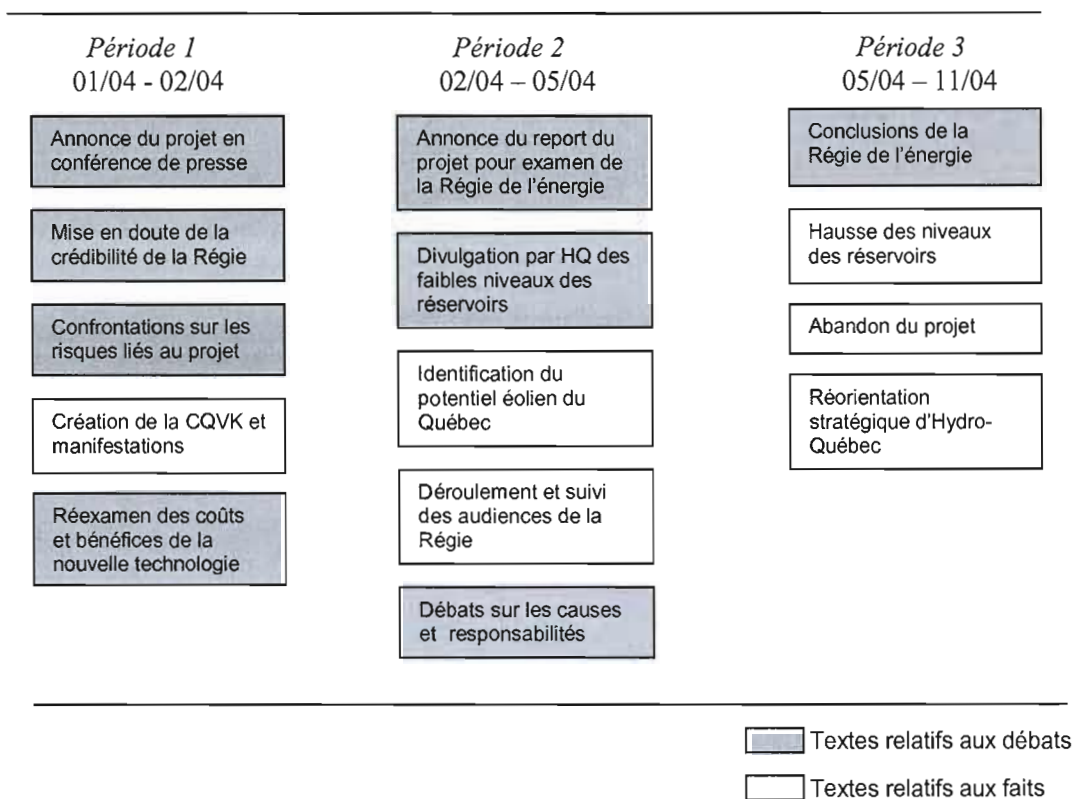 Période 1
01/04 - 02/04
Annonce du projet en
conférence de presse
Mise en doute de la
crédibilité de la Régie
Confrontations sur les
risques liés au projet
Création de la CQVK et
manifestations
Réexamen des coûts
et bénéfices de la
nouvelle technologie
Période 2
02/04 – 05/04
Annonce du report du
projet pour examen de
la Régie de l'énergie
Divulgation par HQ des
faibles niveaux des
réservoirs
Identification du
potentiel éolien du
Québec
Déroulement et suivi
des audiences de la
Régie
Débats sur les causes
et responsabilités
Période 3
05/04 – 11/04
Conclusions de la
Régie de l'énergie
Hausse des niveaux
des réservoirs
Abandon du projet
Réorientation
stratégique d'Hydro-
Québec
Textes relatifs aux débats
Textes relatifs aux faits